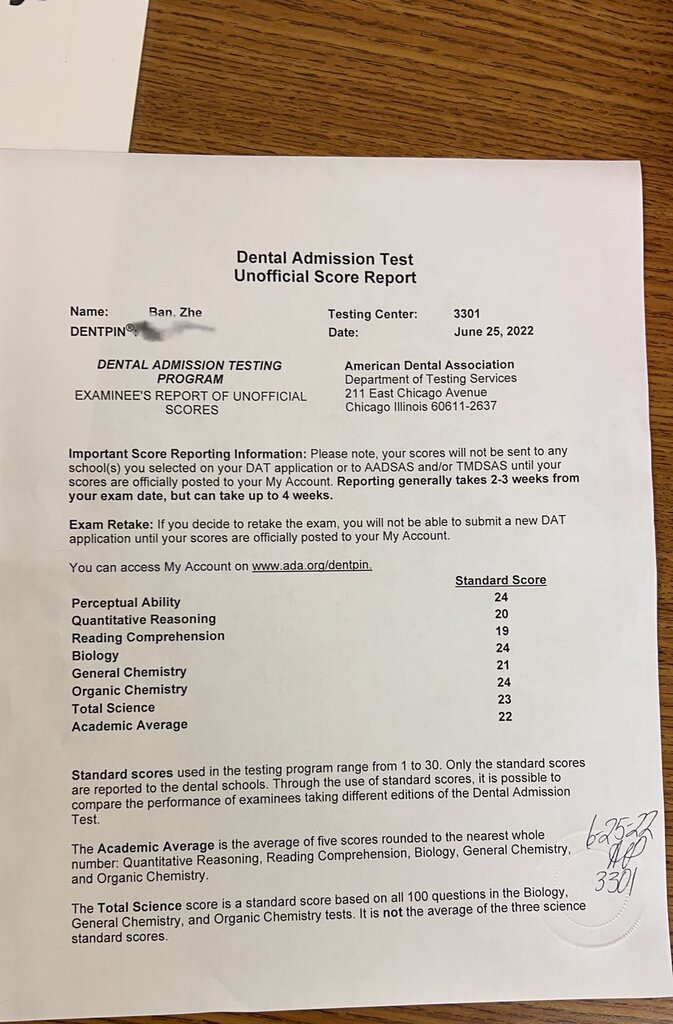 Dental Admission Test
Unofficial Score Report
Name: Ban, Zhe
Testing Center: 3301
DENTPIN®:
Date: June 25, 2022
DENTAL ADMISSION TESTING
PROGRAM
EXAMINEE'S REPORT OF UNOFFICIAL
SCORES
American Dental Association
Department of Testing Services
211 East Chicago Avenue
Chicago Illinois 60611-2637
Important Score Reporting Information: Please note, your scores will not be sent to any
school(s) you selected on your DAT application or to AADSAS and/or TMDSAS until your
scores are officially posted to your My Account. Reporting generally takes 2-3 weeks from
your exam date, but can take up to 4 weeks.
Exam Retake: If you decide to retake the exam, you will not be able to submit a new DAT
application until your scores are officially posted to your My Account.
You can access My Account on www.ada.org/dentpin.
Standard Score
Perceptual Ability 24
Quantitative Reasoning 20
Reading Comprehension 19
Biology 24
General Chemistry 21
Organic Chemistry 24
Total Science 23
Academic Average 22
Standard scores used in the testing program range from 1 to 30. Only the standard scores
are reported to the dental schools. Through the use of standard scores, it is possible to
compare the performance of examinees taking different editions of the Dental Admission
Test.
The Academic Average is the average of five scores rounded to the nearest whole
number: Quantitative Reasoning, Reading Comprehension, Biology, General Chemistry,
and Organic Chemistry.
The Total Science score is a standard score based on all 100 questions in the Biology,
General Chemistry, and Organic Chemistry tests. It is not the average of the three science
standard scores.
6-25-22
3301